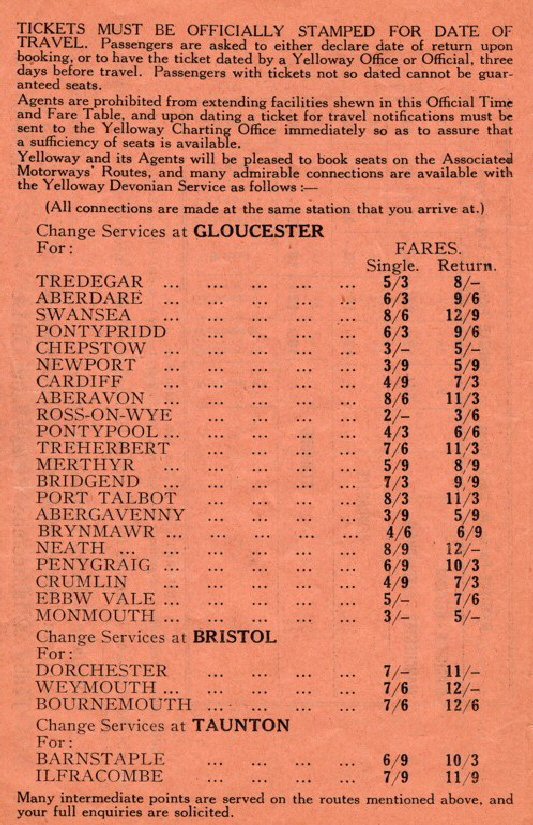 TICKETS MUST BE OFFICIALLY STAMPED FOR DATE OF
TRAVEL. Passengers are asked to either declare date of return upon
booking, or to have the ticket dated by a Yelloway Office or Official, three
days before travel. Passengers with tickets not so dated cannot be guar-
anteed seats.
Agents are prohibited from extending facilities shewn in this Official Time
and Fare Table, and upon dating a ticket for travel notifications must be
sent to the Yelloway Charting Office immediately so as to assure that
a sufficiency of seats is available.
Yelloway and its Agents will be pleased to book seats on the Associated
Motorways' Routes, and many admirable connections are available with
the Yelloway Devonian Service as follows :—
(All connections are made at the same station that you arrive at.)
Change Services at GLOUCESTER
For: FARES.
Single. Return.
TREDEGAR ... ... ... ... 5/3 8/–
ABERDARE ... ... ... ... 6/3 9/6
SWANSEA ... ... ... ... 8/6 12/9
PONTYPRIDD ... ... ... 6/3 9/6
CHEPSTOW ... ... ... ... 3/– 5/–
NEWPORT ... ... ... ... 3/9 5/9
CARDIFF ... ... ... ... 4/9 7/3
ABERAVON ... ... ... ... 8/6 11/3
ROSS-ON-WYE ... ... ... 2/– 3/6
PONTYPOOL ... ... ... ... 4/3 6/6
TREHERBERT ... ... ... 7/6 11/3
MERTHYR ... ... ... ... 5/9 8/9
BRIDGEND ... ... ... ... 7/3 9/9
PORT TALBOT ... ... ... 8/3 11/3
ABERGAVENNY ... ... ... 3/9 5/9
BRYNMAWR ... ... ... ... 4/6 6/9
NEATH ... ... ... ... ... 8/9 12/–
PENYGRAIG ... ... ... ... 6/9 10/3
CRUMLIN ... ... ... ... 4/9 7/3
EBBW VALE ... ... ... ... 5/– 7/6
MONMOUTH ... ... ... ... 3/– 5/–
Change Services at BRISTOL
For:
DORCHESTER ... ... ... 7/– 11/–
WEYMOUTH ... ... ... ... 7/6 12/–
BOURNEMOUTH ... ... ... 7/6 12/6
Change Services at TAUNTON
For:
BARNSTAPLE ... ... ... 6/9 10/3
ILFRACOMBE ... ... ... 7/9 11/9
Many intermediate points are served on the routes mentioned above, and
your full enquiries are solicited.